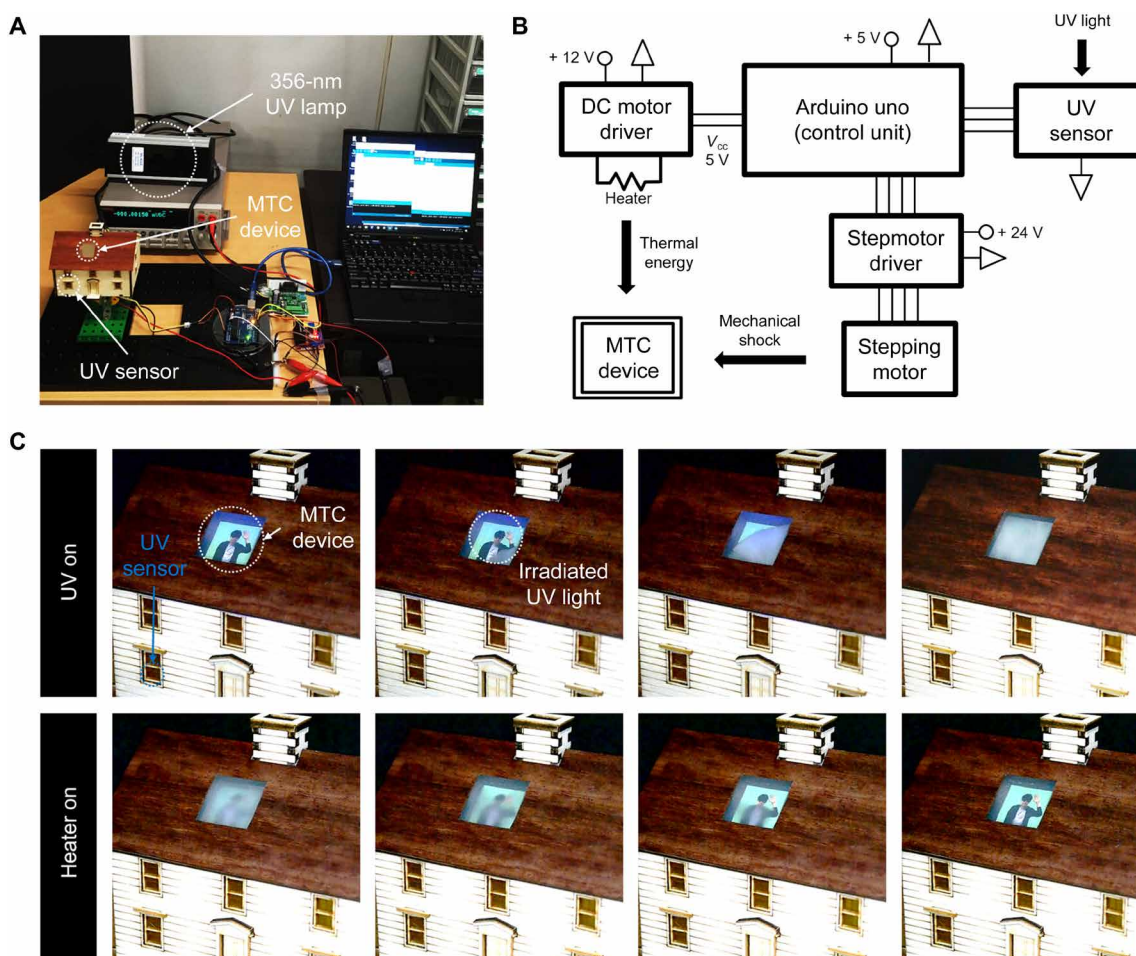 A
356-nm
UV lamp
MTC
device
UV sensor
B
+ 12 V
+ 5 V
UV light
DC motor
driver
Arduino uno
(control unit)
UV
sensor
V
cc
5 V
Heater
Thermal
energy
Stepmotor
driver
+ 24 V
MTC
device
Mechanical
shock
Stepping
motor
C
UV on
UV
sensor
MTC
device
Irradiated
UV light
Heater on